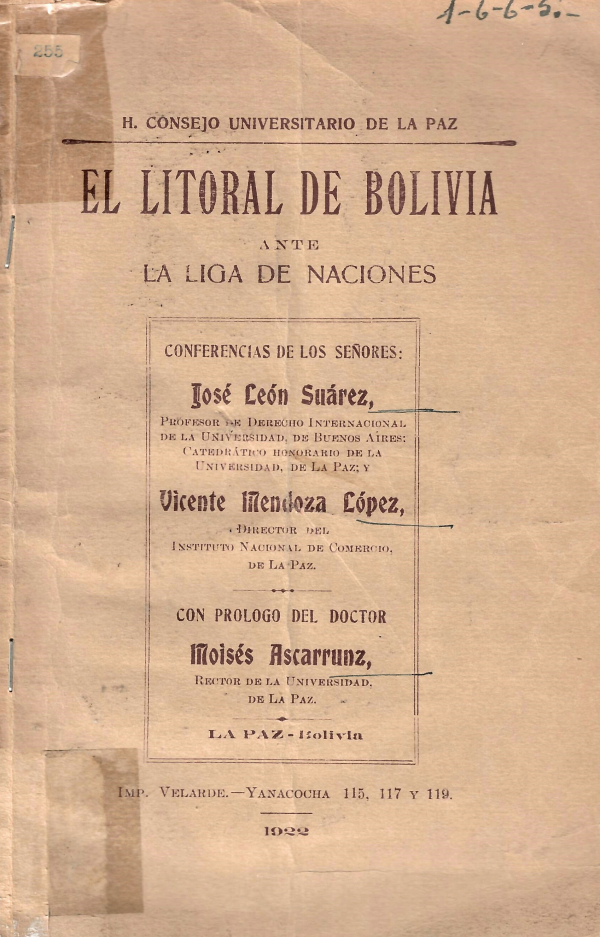 1-6-6-5.-
255
H. CONSEJO UNIVERSITARIO DE LA PAZ
EL LITORAL DE BOLIVIA
ANTE
LA LIGA DE NACIONES
CONFERENCIAS DE LOS SEÑORES:
José León Suárez,
PROFESOR DE DERECHO INTERNACIONAL
DE LA UNIVERSIDAD, DE BUENOS AIRES;
CATEDRÁTICO HONORARIO DE LA
UNIVERSIDAD, DE LA PAZ; Y
Vicente Mendoza López,
DIRECTOR DEL
INSTITUTO NACIONAL DE COMERCIO,
DE LA PAZ.
CON PROLOGO DEL DOCTOR
Moisés Ascarrunz,
RECTOR DE LA UNIVERSIDAD,
DE LA PAZ.
LA PAZ - Bolivia
IMP. VELARDE.—YANACOCHA 115, 117 Y 119.
1922